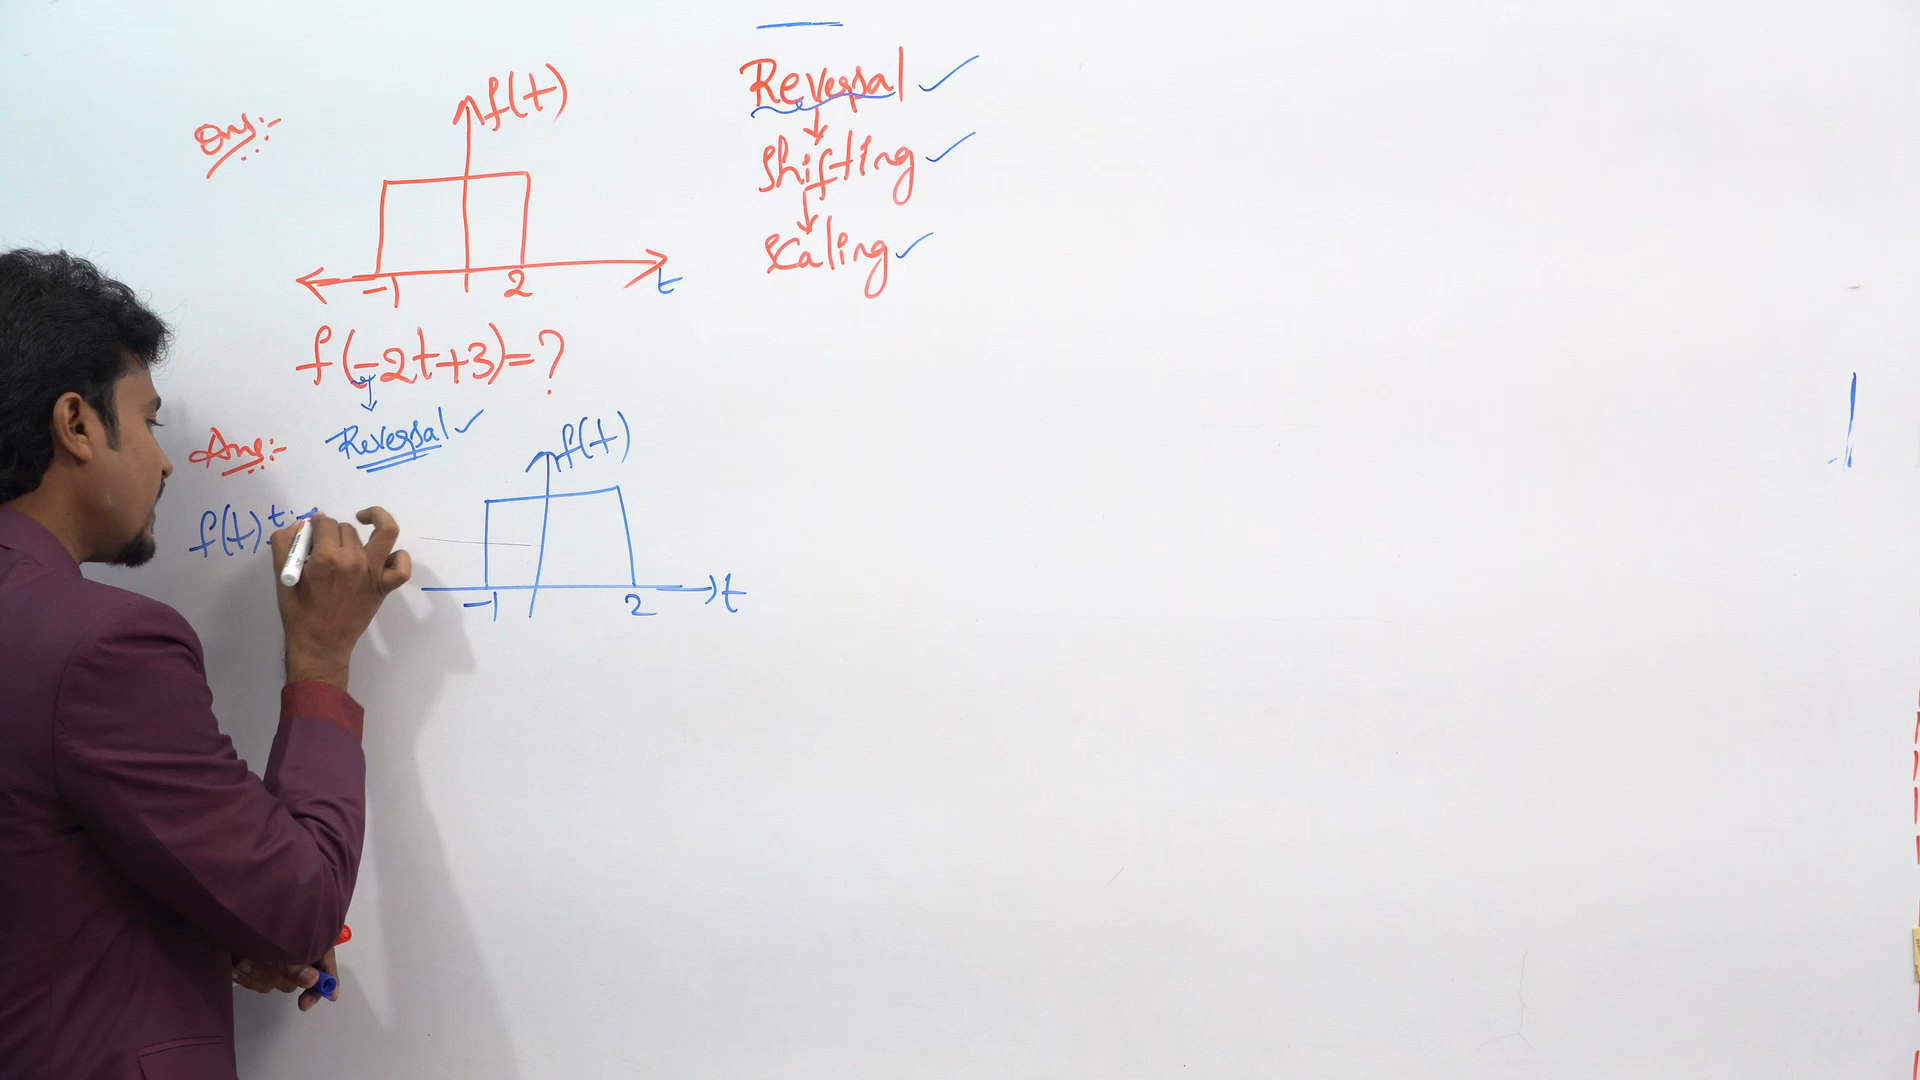 Qns:-
f(t)
-1 2 t
f(-2t+3)=?
Reversal
↓
Shifting
↓
Scaling
Ans:- Reversal
f(t) t:-
f(t)
-1 2 t